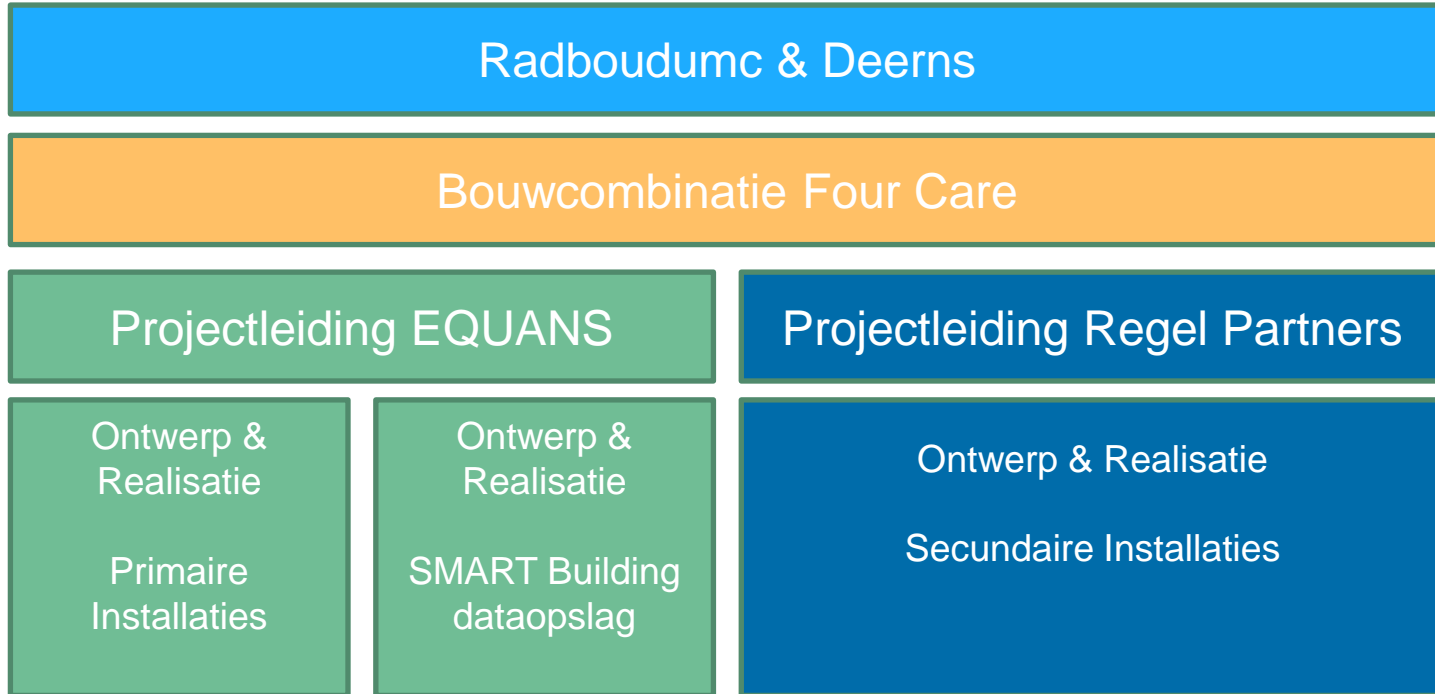 Radboudumc & Deerns
Bouwcombinatie Four Care
Projectleiding EQUANS
Projectleiding Regel Partners
Ontwerp &
Realisatie
Primaire
Installaties
Ontwerp &
Realisatie
SMART Building
dataopslag
Ontwerp & Realisatie
Secundaire Installaties